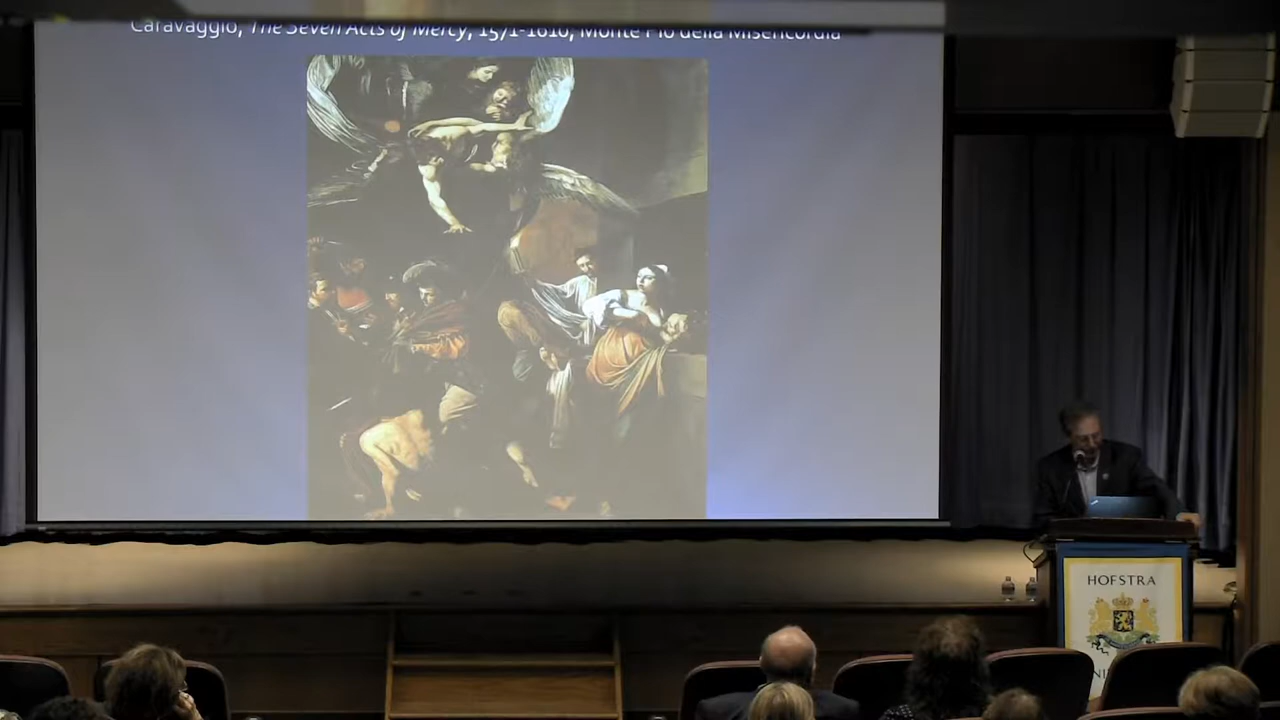 Caravaggio, The Seven Acts of Mercy, 1571-1610, Monte Pio della Misericordia
HOFSTRA